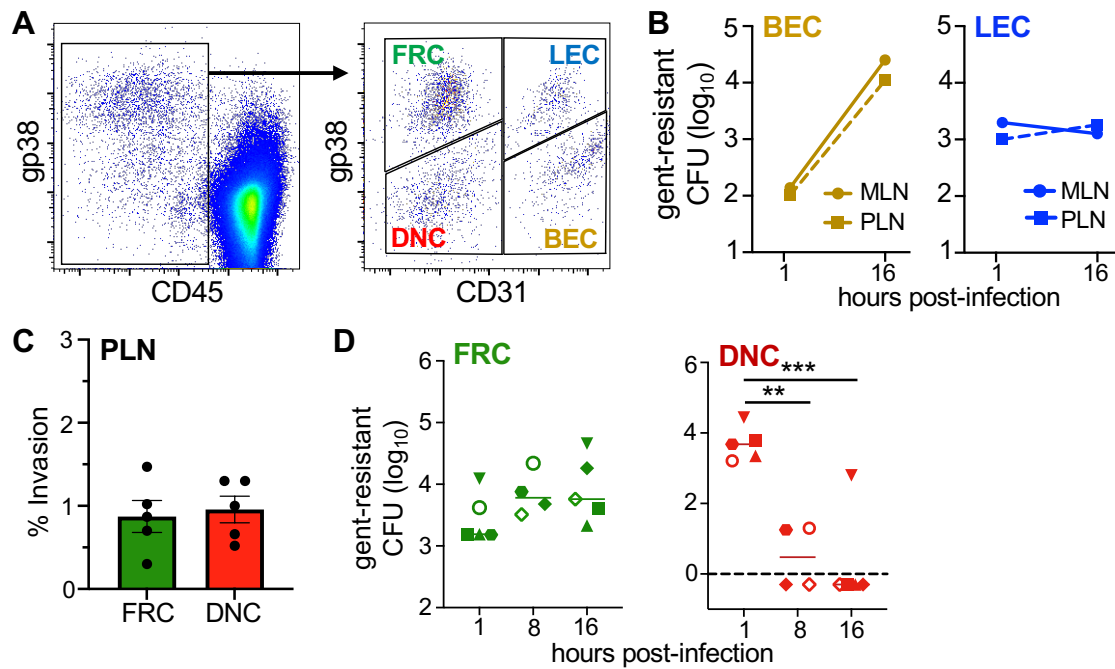 A
gp38
CD45
gp38
FRC
LEC
DNC
BEC
CD31
B
BEC
LEC
gent-resistant
CFU (log10)
5
4
3
2
1
MLN
PLN
1
16
5
4
3
2
1
MLN
PLN
1
16
hours post-infection
C
PLN
% Invasion
3
2
1
0
FRC
DNC
D
FRC
gent-resistant
CFU (log10)
6
5
4
3
2
1
8
16
DNC
***
**
6
4
2
0
1
8
16
hours post-infection